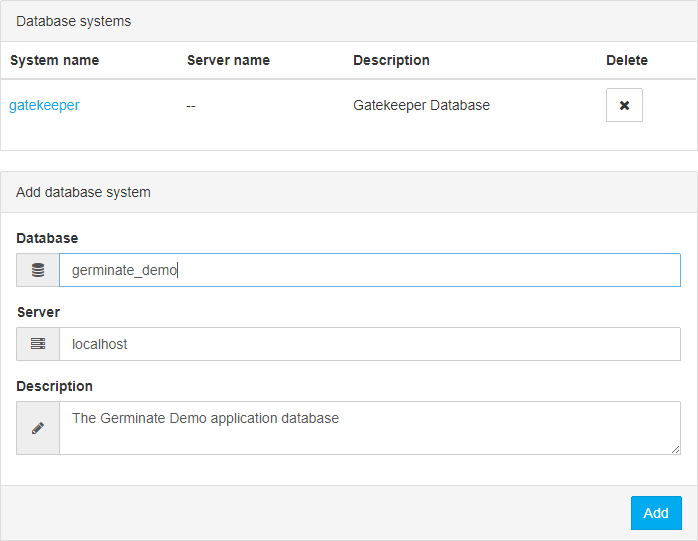 Database systems
System name Server name Description Delete
gatekeeper -- Gatekeeper Database
Add database system
Database
germinate_demo
Server
localhost
Description
The Germinate Demo application database
Add